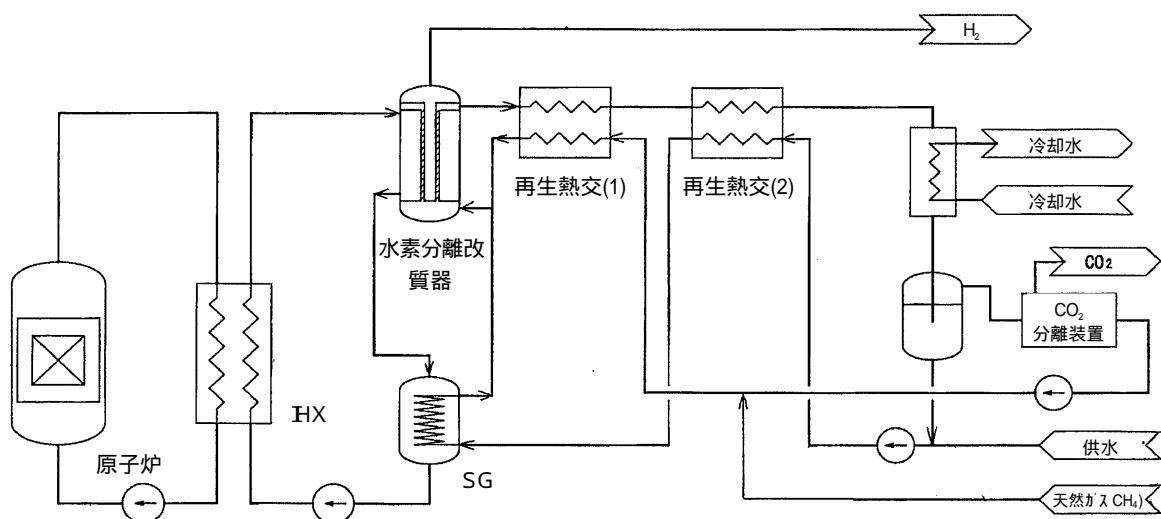 H₂
冷却水
再生熱交(1)
再生熱交(2)
冷却水
水素分離改
質器
CO₂
CO₂
分離装置
IHX
原子炉
供水
SG
天然ガス CH₄)